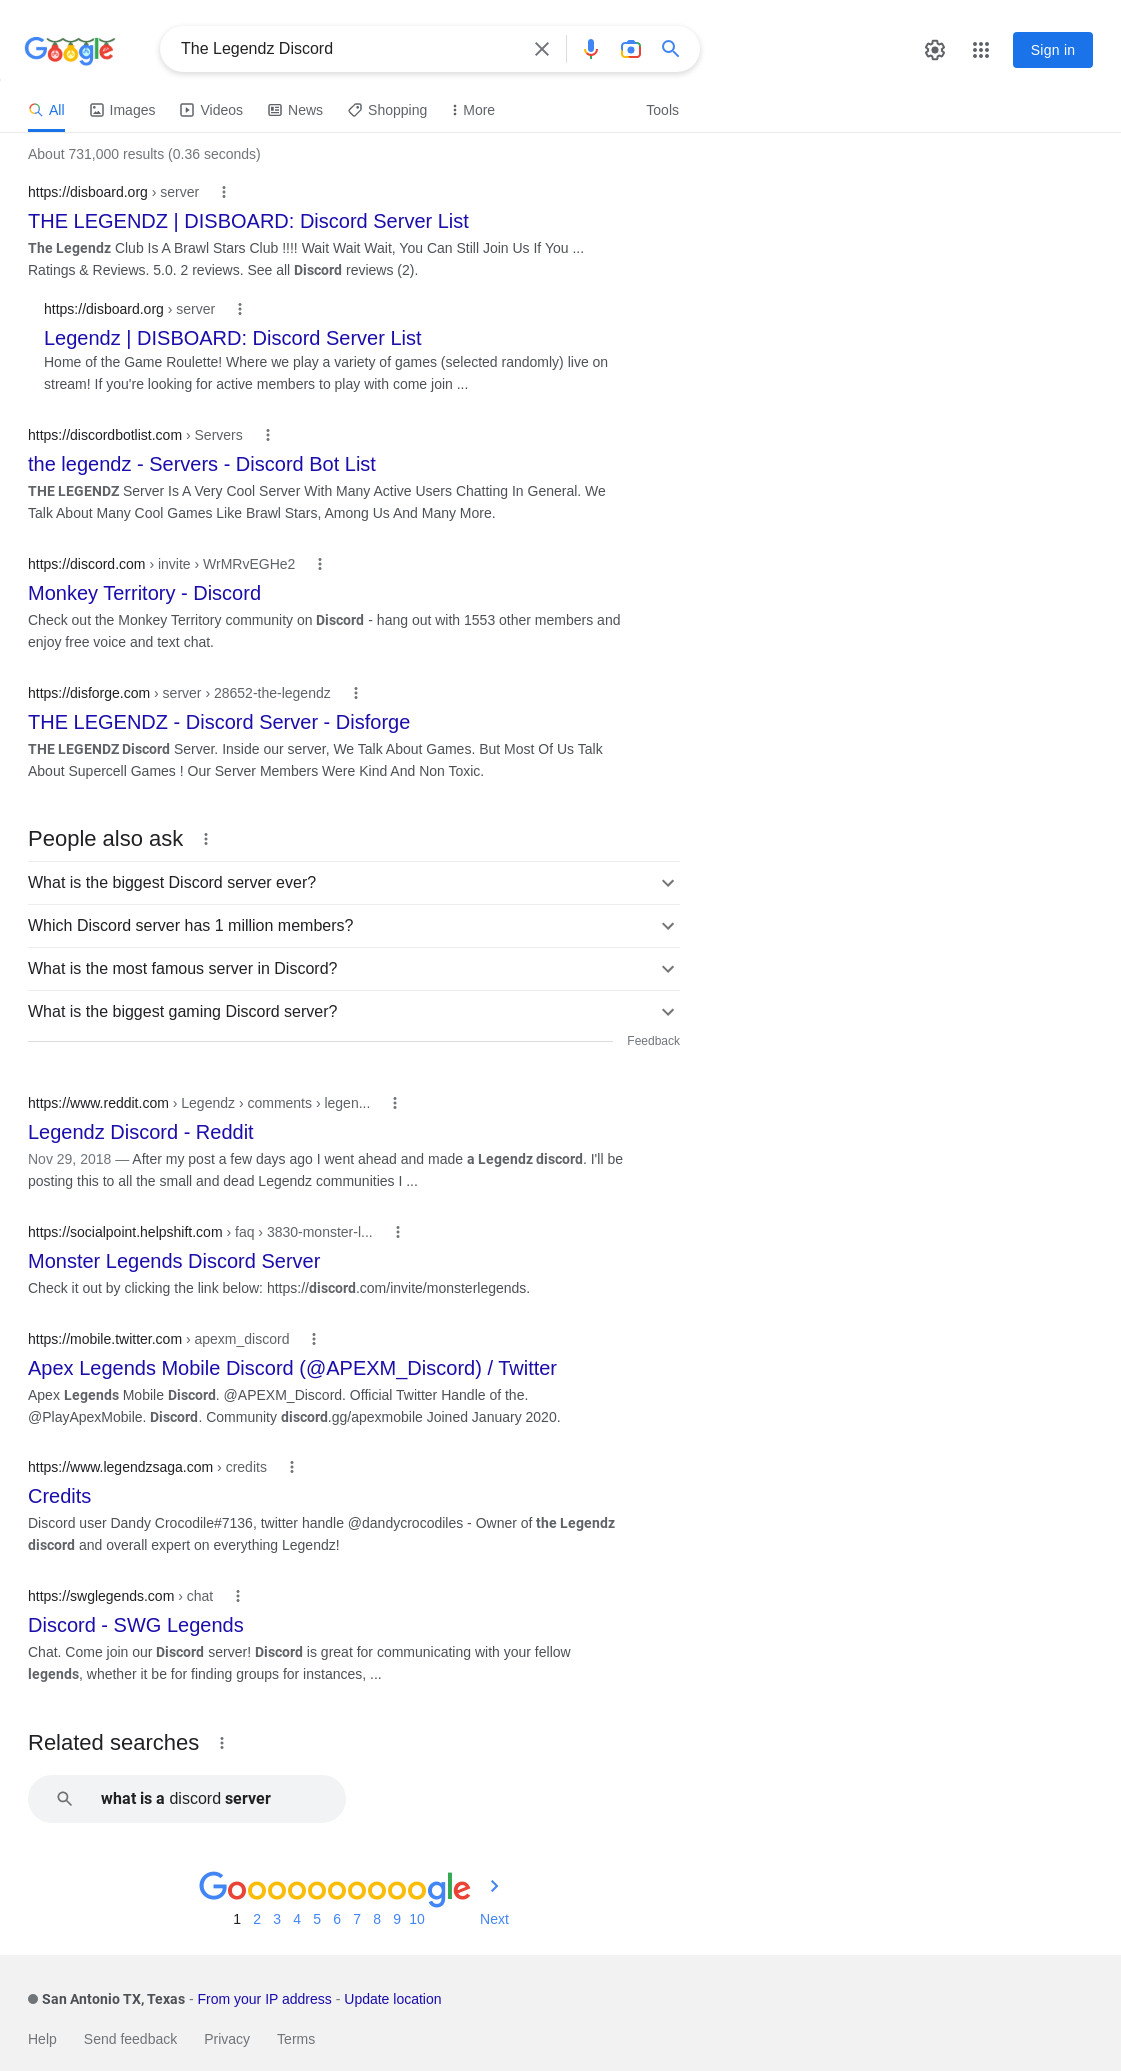 Google
The Legendz Discord
Sign in
All Images Videos News Shopping More Tools
About 731,000 results (0.36 seconds)
https://disboard.org › server
THE LEGENDZ | DISBOARD: Discord Server List
The Legendz Club Is A Brawl Stars Club !!!! Wait Wait Wait, You Can Still Join Us If You ...
Ratings & Reviews. 5.0. 2 reviews. See all Discord reviews (2).
https://disboard.org › server
Legendz | DISBOARD: Discord Server List
Home of the Game Roulette! Where we play a variety of games (selected randomly) live on
stream! If you're looking for active members to play with come join ...
https://discordbotlist.com › Servers
the legendz - Servers - Discord Bot List
THE LEGENDZ Server Is A Very Cool Server With Many Active Users Chatting In General. We
Talk About Many Cool Games Like Brawl Stars, Among Us And Many More.
https://discord.com › invite › WrMRvEGHe2
Monkey Territory - Discord
Check out the Monkey Territory community on Discord - hang out with 1553 other members and
enjoy free voice and text chat.
https://disforge.com › server › 28652-the-legendz
THE LEGENDZ - Discord Server - Disforge
THE LEGENDZ Discord Server. Inside our server, We Talk About Games. But Most Of Us Talk
About Supercell Games ! Our Server Members Were Kind And Non Toxic.
People also ask
What is the biggest Discord server ever?
Which Discord server has 1 million members?
What is the most famous server in Discord?
What is the biggest gaming Discord server?
Feedback
https://www.reddit.com › Legendz › comments › legen...
Legendz Discord - Reddit
Nov 29, 2018 — After my post a few days ago I went ahead and made a Legendz discord. I'll be
posting this to all the small and dead Legendz communities I ...
https://socialpoint.helpshift.com › faq › 3830-monster-l...
Monster Legends Discord Server
Check it out by clicking the link below: https://discord.com/invite/monsterlegends.
https://mobile.twitter.com › apexm_discord
Apex Legends Mobile Discord (@APEXM_Discord) / Twitter
Apex Legends Mobile Discord. @APEXM_Discord. Official Twitter Handle of the.
@PlayApexMobile. Discord. Community discord.gg/apexmobile Joined January 2020.
https://www.legendzsaga.com › credits
Credits
Discord user Dandy Crocodile#7136, twitter handle @dandycrocodiles - Owner of the Legendz
discord and overall expert on everything Legendz!
https://swglegends.com › chat
Discord - SWG Legends
Chat. Come join our Discord server! Discord is great for communicating with your fellow
legends, whether it be for finding groups for instances, ...
Related searches
what is a discord server
Goooooooooogle
1 2 3 4 5 6 7 8 9 10 Next
San Antonio TX, Texas - From your IP address - Update location
Help Send feedback Privacy Terms